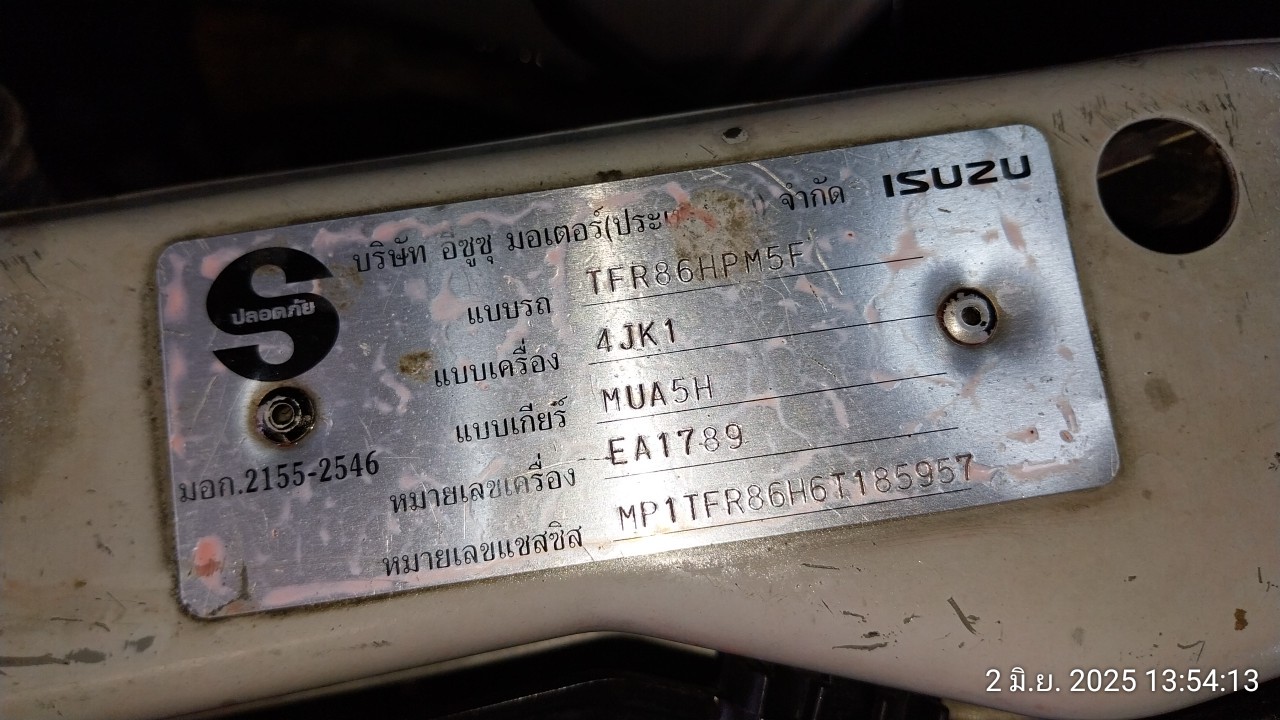 ISUZU
บริษัท อีซูซุ มอเตอร์(ประ จำกัด
S
ปลอดภัย
แบบรถ TFR86HPM5F
แบบเครื่อง 4JK1
แบบเกียร์ MUA5H
หมายเลขเครื่อง EA1789
หมายเลขแชสซิส MP1TFR86H6T185957
มอก.2155-2546
2 มิ.ย. 2025 13:54:13